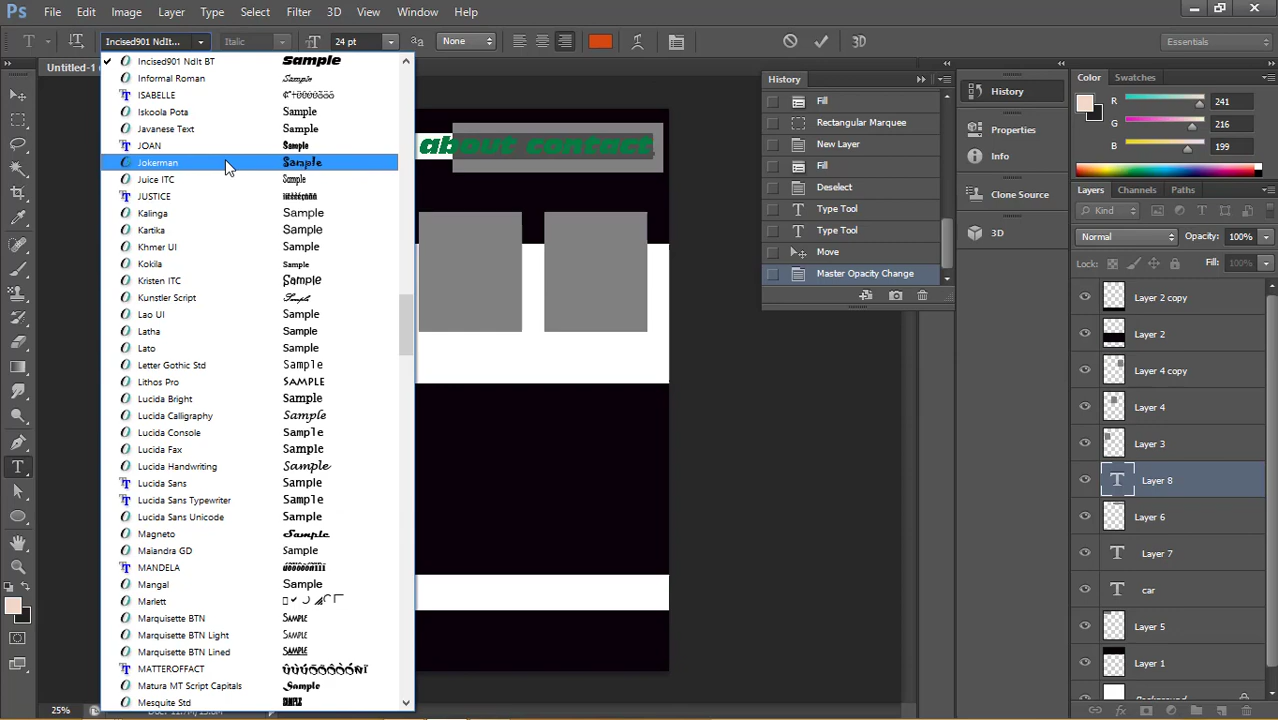 Ps File Edit Image Layer Type Select Filter 3D View Window Help
T Incised901 NdIt... Italic 24 pt aa None 3D Essentials
Untitled-1
Incised901 NdIt BT Sample
Informal Roman Sample
ISABELLE
Iskoola Pota Sample
Javanese Text Sample
JOAN Sample
Jokerman Sample
Juice ITC Sample
JUSTICE
Kalinga Sample
Kartika Sample
Khmer UI Sample
Kokila Sample
Kristen ITC Sample
Kunstler Script Sample
Lao UI Sample
Latha Sample
Lato Sample
Letter Gothic Std Sample
Lithos Pro SAMPLE
Lucida Bright Sample
Lucida Calligraphy Sample
Lucida Console Sample
Lucida Fax Sample
Lucida Handwriting Sample
Lucida Sans Sample
Lucida Sans Typewriter Sample
Lucida Sans Unicode Sample
Magneto Sample
Maiandra GD Sample
MANDELA
Mangal Sample
Marlett
Marquisette BTN SAMPLE
Marquisette BTN Light SAMPLE
Marquisette BTN Lined SAMPLE
MATTEROFFACT
Matura MT Script Capitals Sample
Mesquite Std SAMPLE
about contact
History
Fill
Rectangular Marquee
New Layer
Fill
Deselect
Type Tool
Type Tool
Move
Master Opacity Change
History
Properties
Info
Clone Source
3D
Color Swatches
R 241
G 216
B 199
Layers Channels Paths
Kind
Normal Opacity: 100%
Lock: Fill: 100%
Layer 2 copy
Layer 2
Layer 4 copy
Layer 4
Layer 3
Layer 8
Layer 6
Layer 7
car
Layer 5
Layer 1
25%